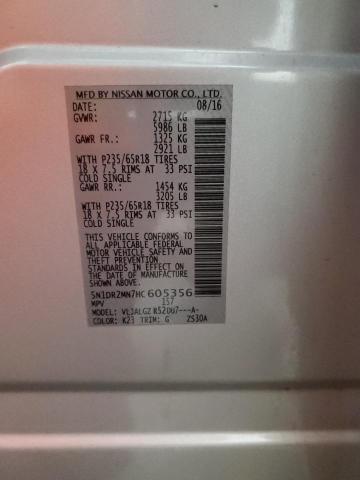 MFD BY NISSAN MOTOR CO., LTD.
DATE: 08/16
GVWR: 2715 KG
5986 LB
GAWR FR.: 1325 KG
2921 LB
WITH P235/65R18 TIRES
18 X 7.5 RIMS AT 33 PSI
COLD SINGLE
GAWR RR.: 1454 KG
3205 LB
WITH P235/65R18 TIRES
18 X 7.5 RIMS AT 33 PSI
COLD SINGLE
THIS VEHICLE CONFORMS TO
ALL APPLICABLE FEDERAL
MOTOR VEHICLE SAFETY AND
THEFT PREVENTION
STANDARDS IN EFFECT ON
THE DATE OF MANUFACTURE
SHOWN ABOVE
5N1DR2MN7HC605356
MPV 157
MODEL:
COLOR: K23 TRIM: G ZS30A